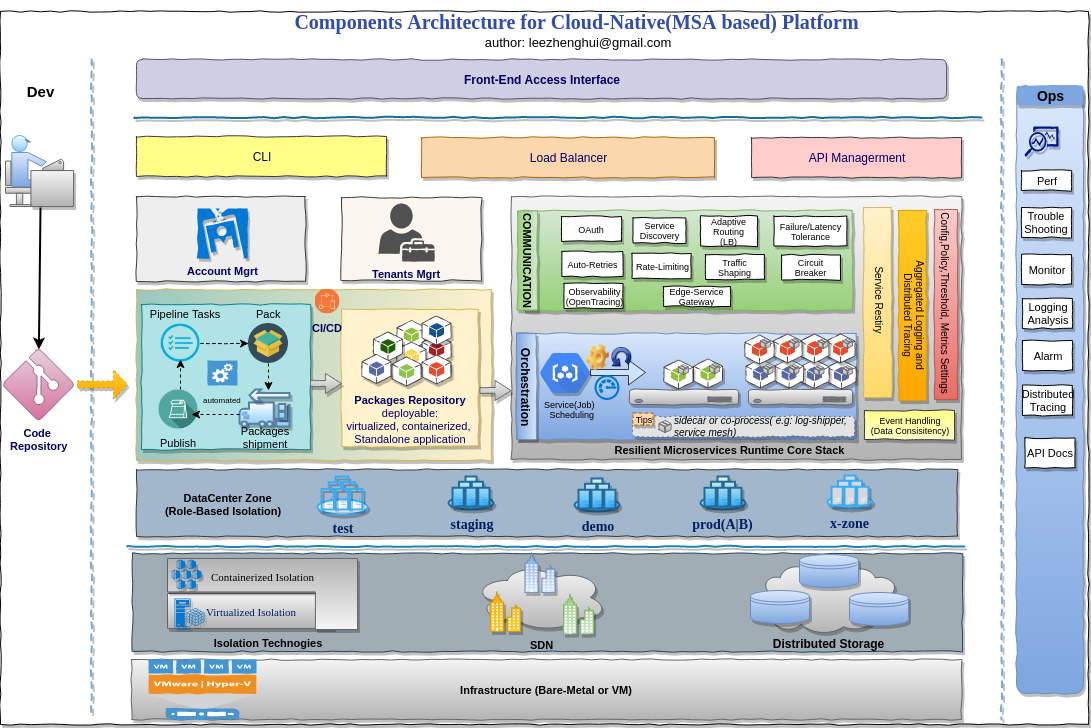 Components Architecture for Cloud-Native(MSA based) Platform
author: leezhenghui@gmail.com
Dev
Code
Repository
Front-End Access Interface
CLI
Load Balancer
API Managerment
Account Mgrt
Tenants Mgrt
CI/CD
Pipeline Tasks
Pack
automated
Publish
Packages
shipment
Packages Repository
deployable:
virtualized, containerized,
Standalone application
COMMUNICATION
OAuth
Service
Discovery
Adaptive
Routing
(LB)
Failure/Latency
Tolerance
Auto-Retries
Rate-Limiting
Traffic
Shaping
Circuit
Breaker
Observability
(OpenTracing)
Edge-Service
Gateway
Service Restiry
Aggregated Logging and
Distributed Tracing
Config,Policy,Threshold, Metrics Settings
Orchestration
Service(Job)
Scheduling
Tips
sidecar or co-process( e.g: log-shipper,
service mesh)
Event Handling
(Data Consisitency)
Resilient Microservices Runtime Core Stack
DataCenter Zone
(Role-Based Isolation)
test
staging
demo
prod(A|B)
x-zone
Containerized Isolation
Virtualized Isolation
Isolation Technogies
SDN
Distributed Storage
VM VM VM VM
VMware | Hyper-V
Infrastructure (Bare-Metal or VM)
Ops
Perf
Trouble
Shooting
Monitor
Logging
Analysis
Alarm
Distributed
Tracing
API Docs